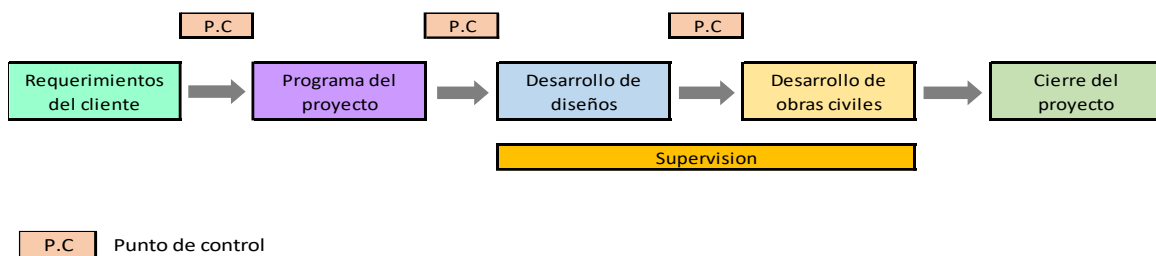 P.C
P.C
P.C
Requerimientos
del cliente
Programa del
proyecto
Desarrollo de
diseños
Desarrollo de
obras civiles
Cierre del
proyecto
Supervision
P.C
Punto de control